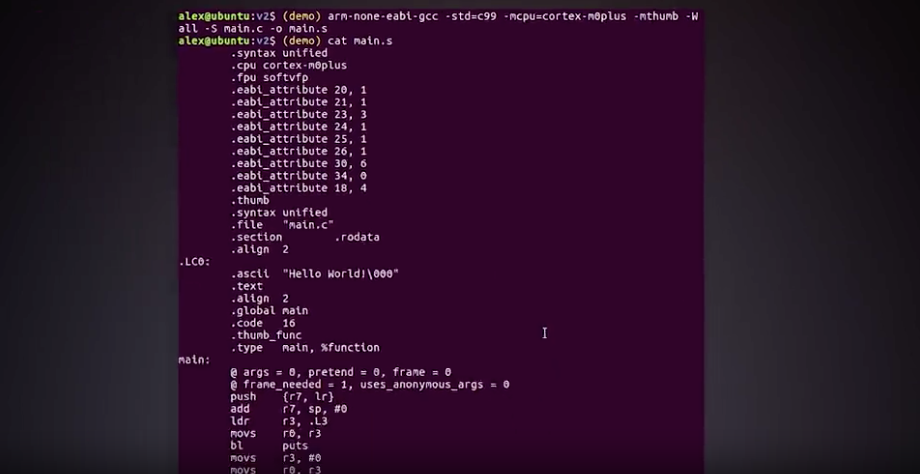 alex@ubuntu:v2$ (demo) arm-none-eabi-gcc -std=c99 -mcpu=cortex-m0plus -mthumb -W
all -S main.c -o main.s
alex@ubuntu:v2$ (demo) cat main.s
.syntax unified
.cpu cortex-m0plus
.fpu softvfp
.eabi_attribute 20, 1
.eabi_attribute 21, 1
.eabi_attribute 23, 3
.eabi_attribute 24, 1
.eabi_attribute 25, 1
.eabi_attribute 26, 1
.eabi_attribute 30, 6
.eabi_attribute 34, 0
.eabi_attribute 18, 4
.thumb
.syntax unified
.file "main.c"
.section .rodata
.align 2
.LC0:
.ascii "Hello World!\000"
.text
.align 2
.global main
.code 16
.thumb_func
.type main, %function
main:
@ args = 0, pretend = 0, frame = 0
@ frame_needed = 1, uses_anonymous_args = 0
push {r7, lr}
add r7, sp, #0
ldr r3, .L3
movs r0, r3
bl puts
movs r3, #0
movs r0, r3